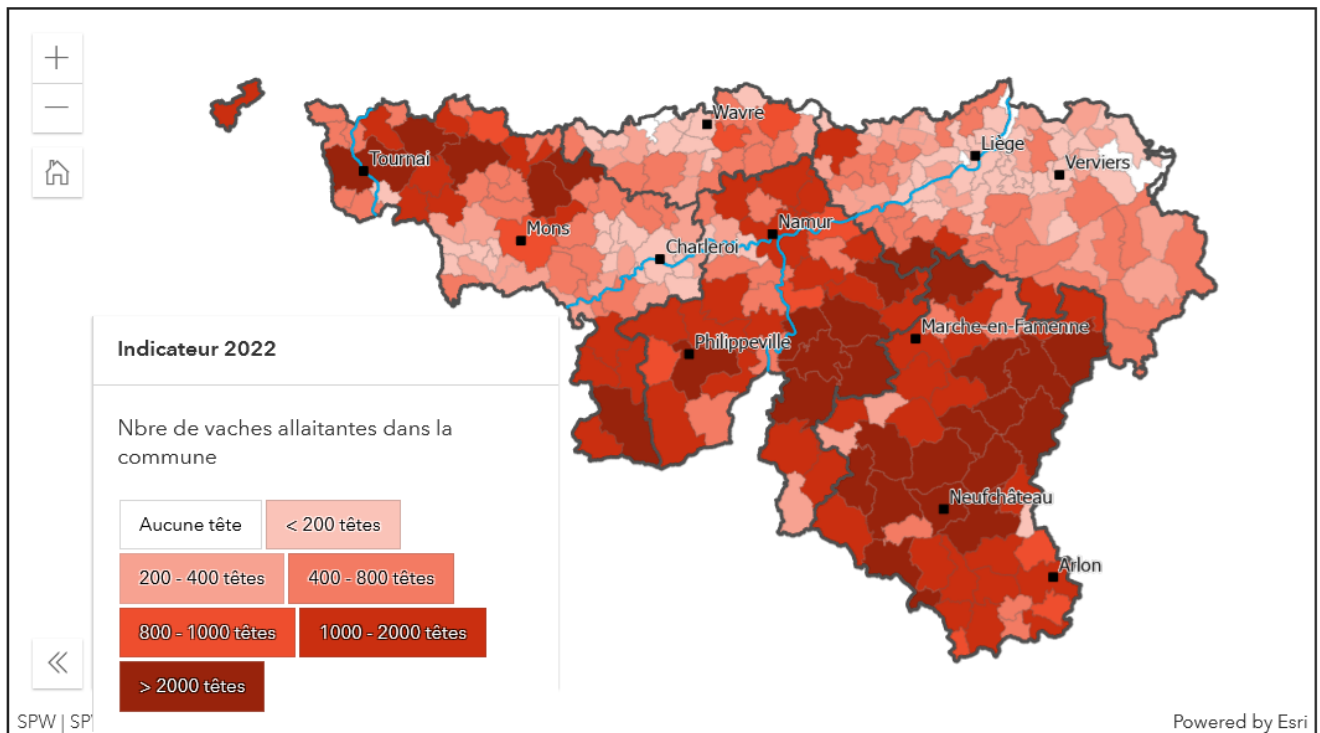 Wavre
Liège
Tournai
Verviers
Namur
Mons
Charleroi
Marche-en-Famenne
Philippeville
Neufchâteau
Arlon
Indicateur 2022
Nbre de vaches allaitantes dans la
commune
Aucune tête
< 200 têtes
200 - 400 têtes
400 - 800 têtes
800 - 1000 têtes
1000 - 2000 têtes
> 2000 têtes
SPW | SP
Powered by Esri